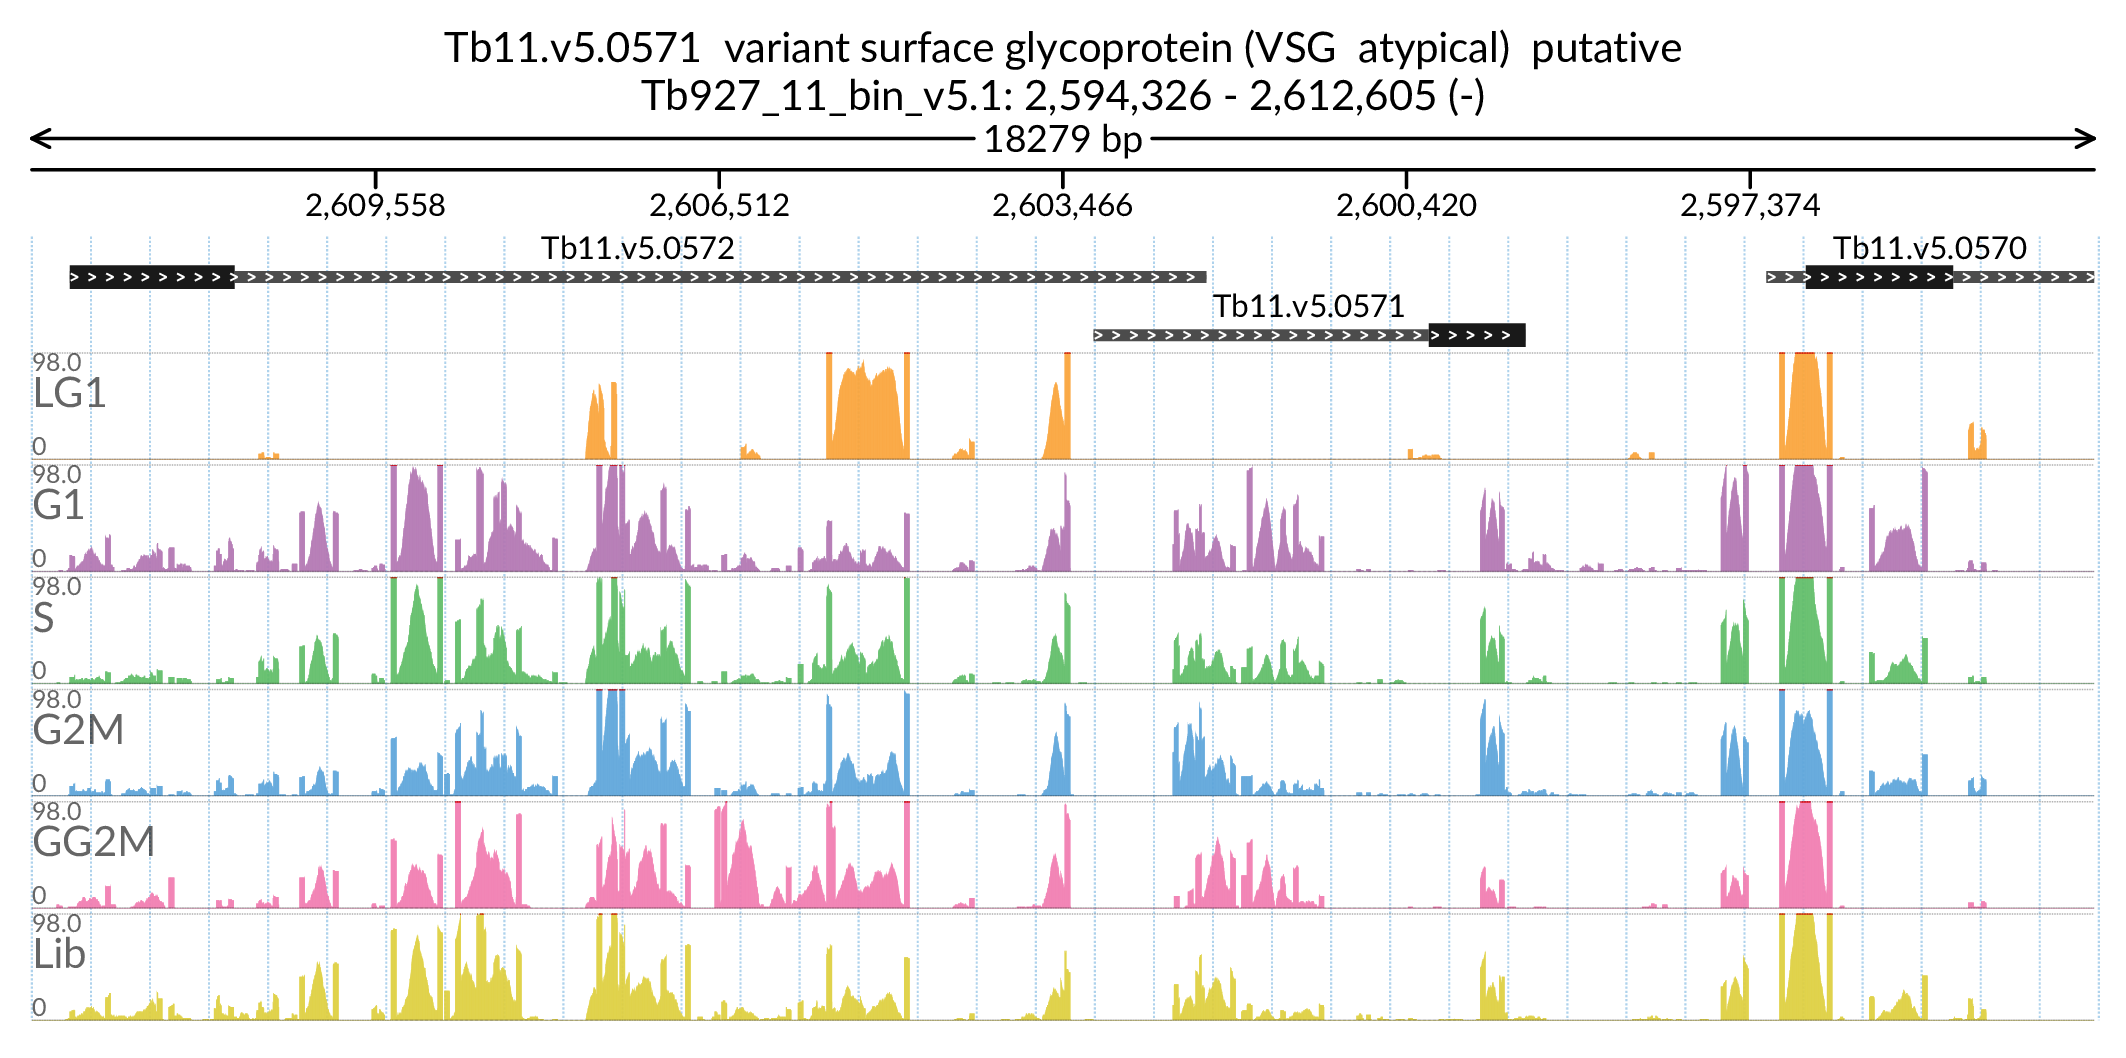 Tb11.v5.0571 variant surface glycoprotein (VSG atypical) putative
Tb927_11_bin_v5.1: 2,594,326 - 2,612,605 (-)
18279 bp
2,609,558 2,606,512 2,603,466 2,600,420 2,597,374
Tb11.v5.0572 Tb11.v5.0570
Tb11.v5.0571
98.0
LG1
0
98.0
G1
0
98.0
S
0
98.0
G2M
0
98.0
GG2M
0
98.0
Lib
0